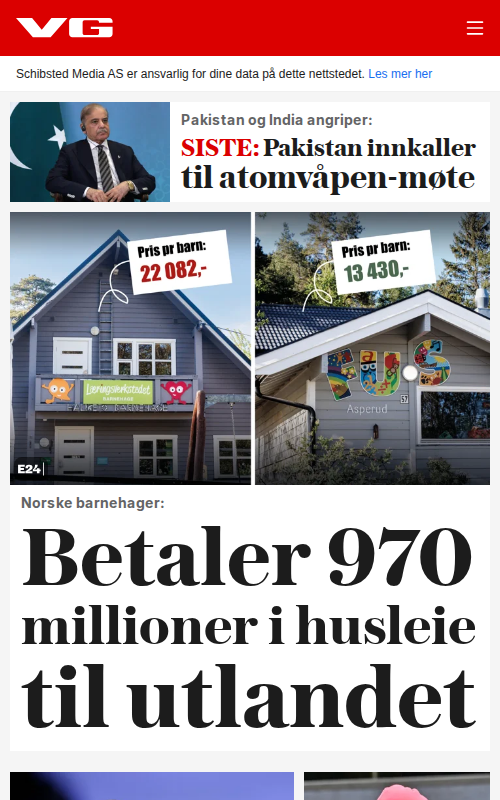 VG
Schibsted Media AS er ansvarlig for dine data på dette nettstedet. Les mer her
Pakistan og India angriper:
SISTE: Pakistan innkaller
til atomvåpen-møte
Pris pr barn:
22 082,-
Pris pr barn:
13 430,-
Læringsverkstedet
BARNEHAGE
Asperud
57
E24
Norske barnehager:
Betaler 970
millioner i husleie
til utlandet